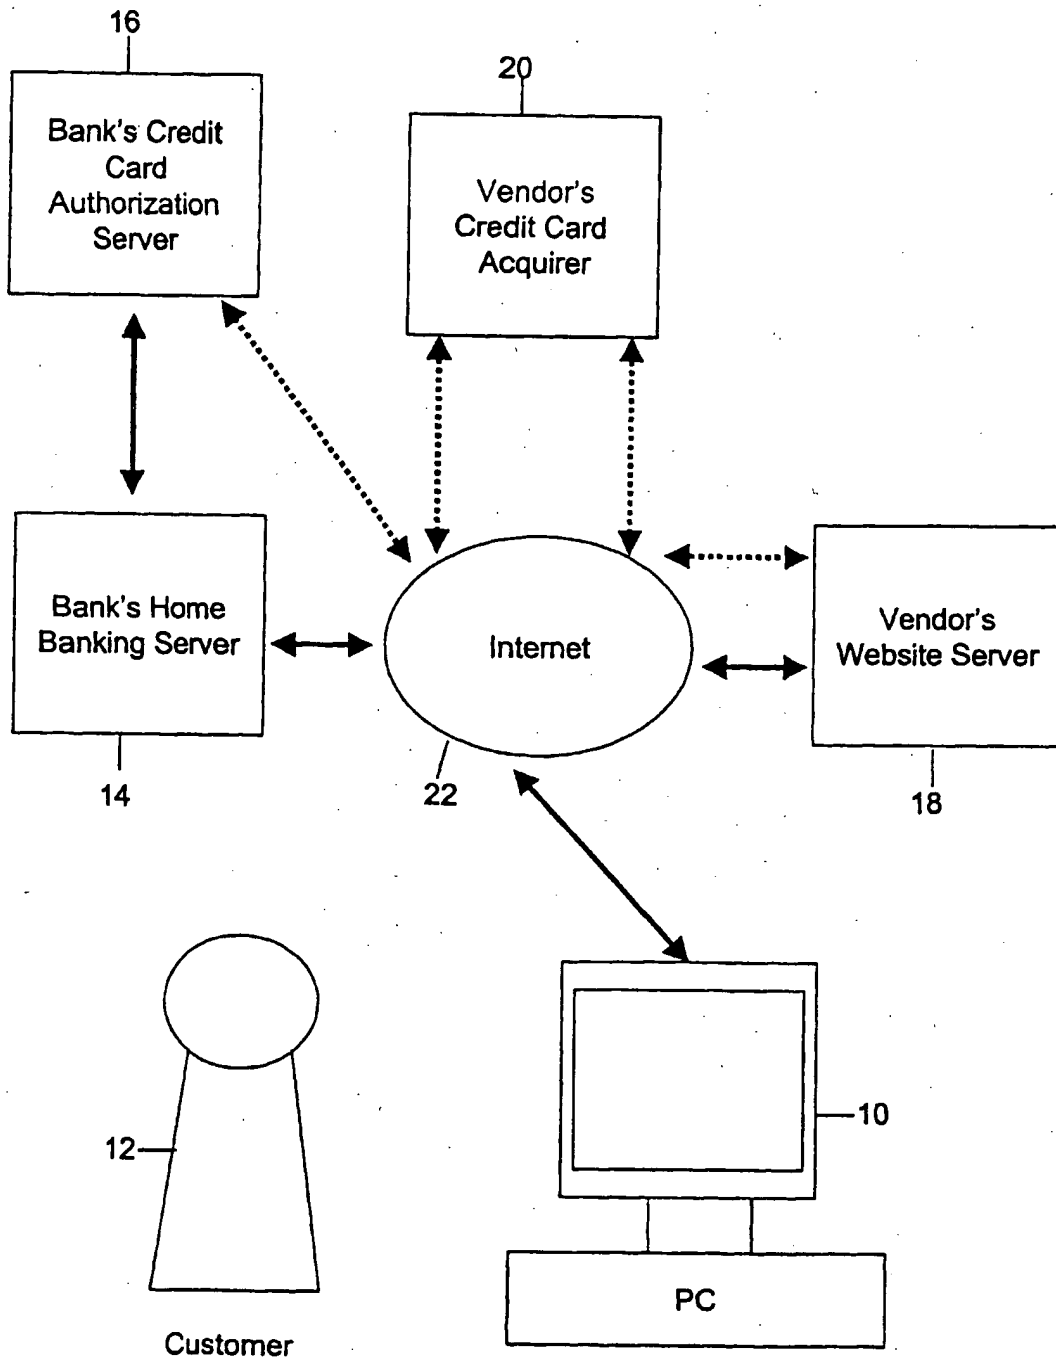 16
20
Bank's Credit
Card
Authorization
Server
Vendor's
Credit Card
Acquirer
Bank's Home
Banking Server
Internet
Vendor's
Website Server
14
22
18
12
10
PC
Customer